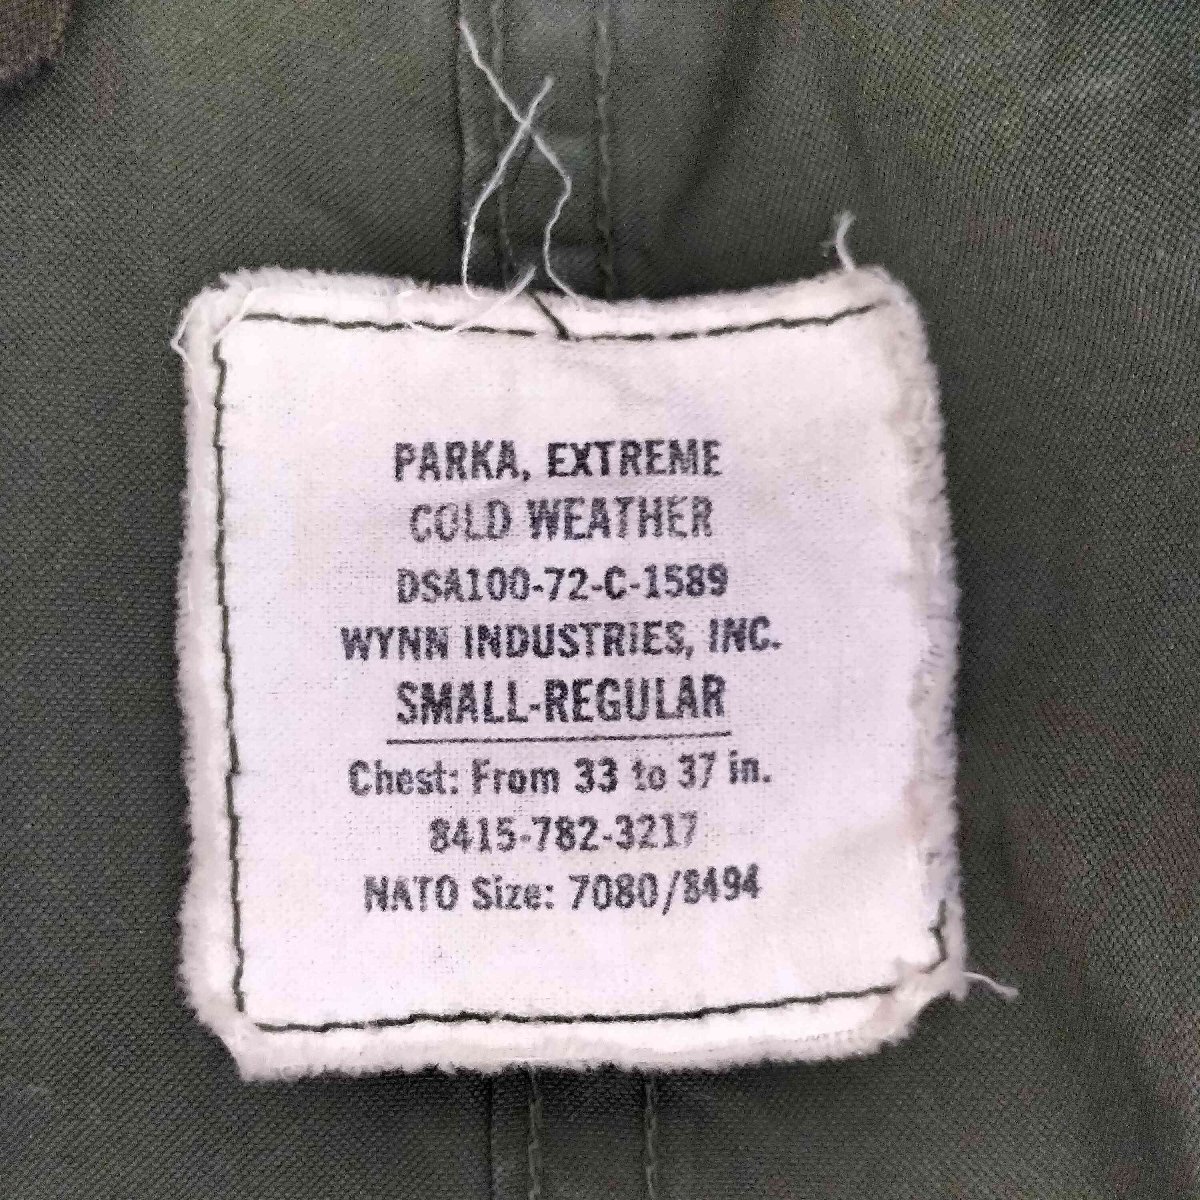 PARKA, EXTREME
COLD WEATHER
DSA100-72-C-1589
WYNN INDUSTRIES, INC.
SMALL-REGULAR
Chest: From 33 to 37 in.
8415-782-3217
NATO Size: 7080/8494